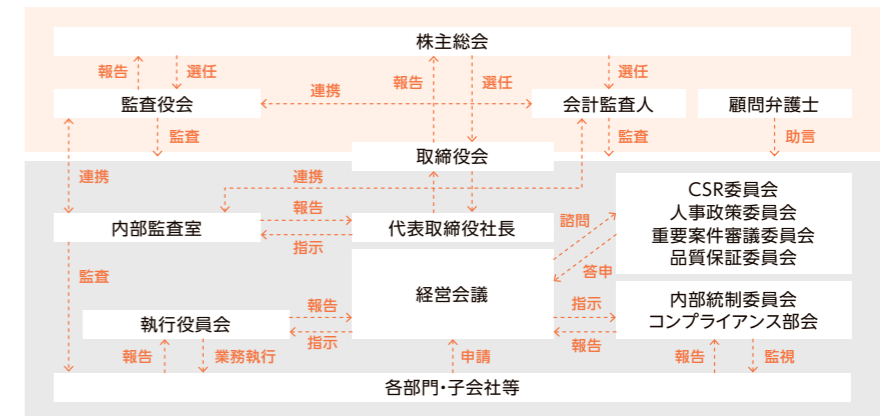 株主総会
報告
選任
報告
選任
選任
連携
監査役会
会計監査人
顧問弁護士
監査
監査
助言
取締役会
連携
連携
CSR委員会
人事政策委員会
重要案件審議委員会
品質保証委員会
報告
内部監査室
代表取締役社長
諮問
指示
答申
監査
経営会議
報告
指示
内部統制委員会
コンプライアンス部会
執行役員会
指示
報告
報告
業務執行
申請
報告
監視
各部門・子会社等